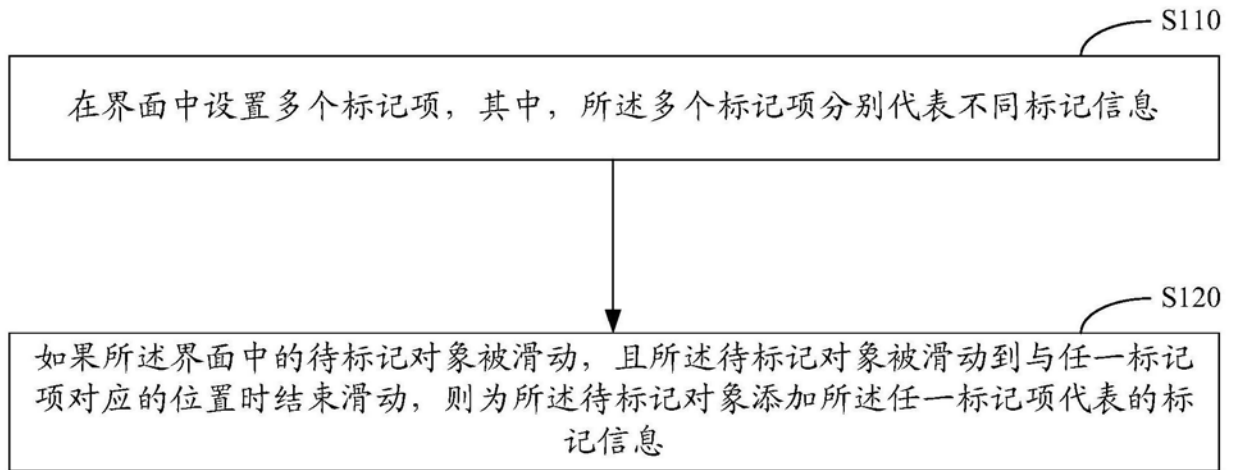 S110
在界面中设置多个标记项，其中，所述多个标记项分别代表不同标记信息
S120
如果所述界面中的待标记对象被滑动，且所述待标记对象被滑动到与任一标记
项对应的位置时结束滑动，则为所述待标记对象添加所述任一标记项代表的标
记信息